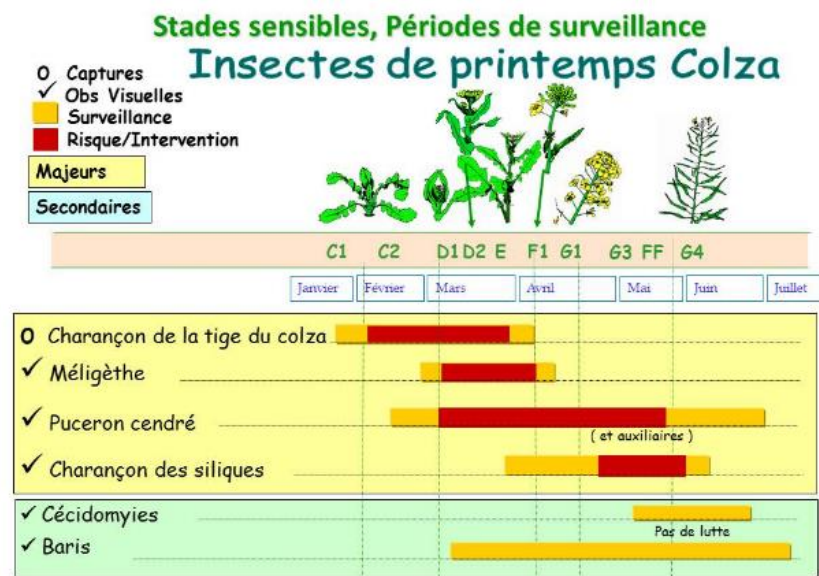 Stades sensibles, Périodes de surveillance
Insectes de printemps Colza
O Captures
✓ Obs Visuelles
Surveillance
Risque/Intervention
Majeurs
Secondaires
C1 C2 D1 D2 E F1 G1 G3 FF G4
Janvier Février Mars Avril Mai Juin Juillet
O Charançon de la tige du colza
✓ Méligèthe
✓ Puceron cendré
( et auxiliaires )
✓ Charançon des siliques
✓ Cécidomyies
Pas de lutte
✓ Baris